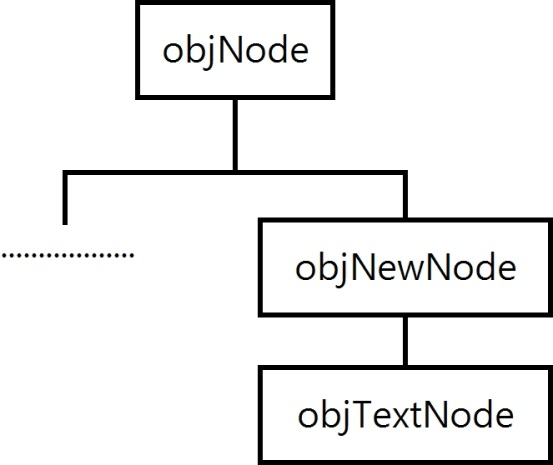 objNode
..................
objNewNode
objTextNode